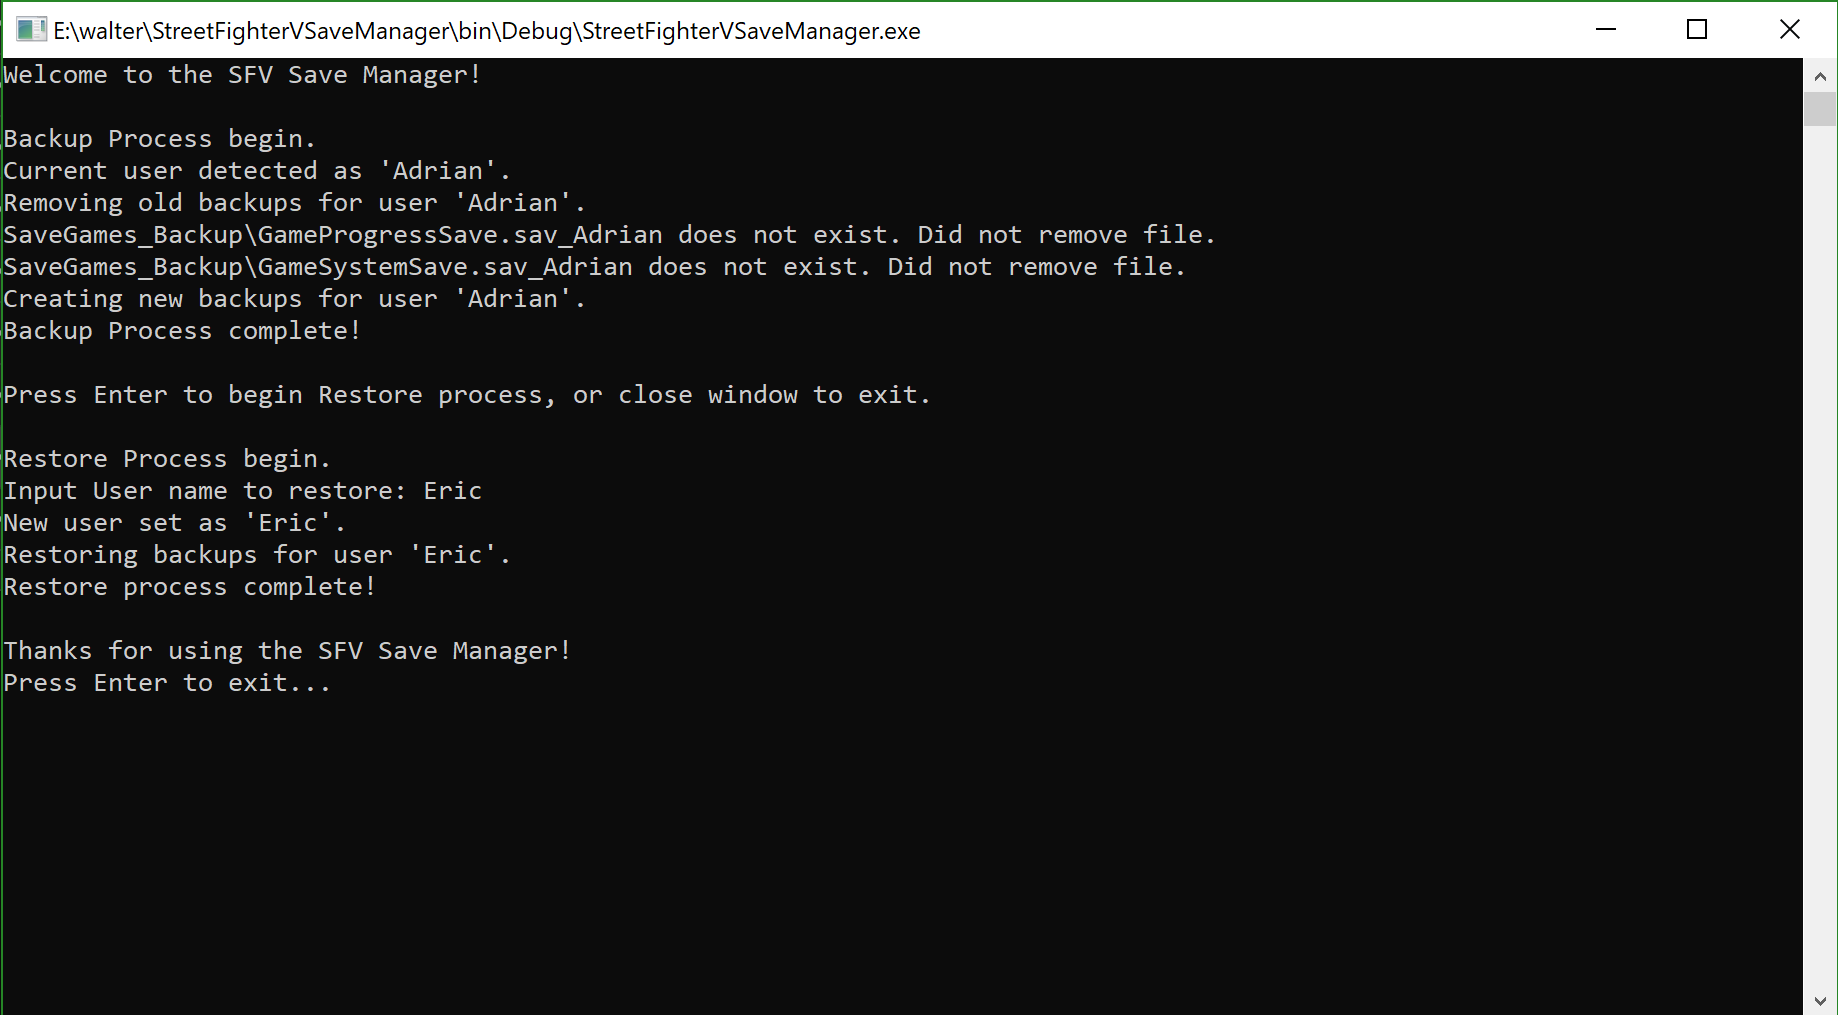 E:\walter\StreetFighterVSaveManager\bin\Debug\StreetFighterVSaveManager.exe
Welcome to the SFV Save Manager!
Backup Process begin.
Current user detected as 'Adrian'.
Removing old backups for user 'Adrian'.
SaveGames_Backup\GameProgressSave.sav_Adrian does not exist. Did not remove file.
SaveGames_Backup\GameSystemSave.sav_Adrian does not exist. Did not remove file.
Creating new backups for user 'Adrian'.
Backup Process complete!
Press Enter to begin Restore process, or close window to exit.
Restore Process begin.
Input User name to restore: Eric
New user set as 'Eric'.
Restoring backups for user 'Eric'.
Restore process complete!
Thanks for using the SFV Save Manager!
Press Enter to exit...